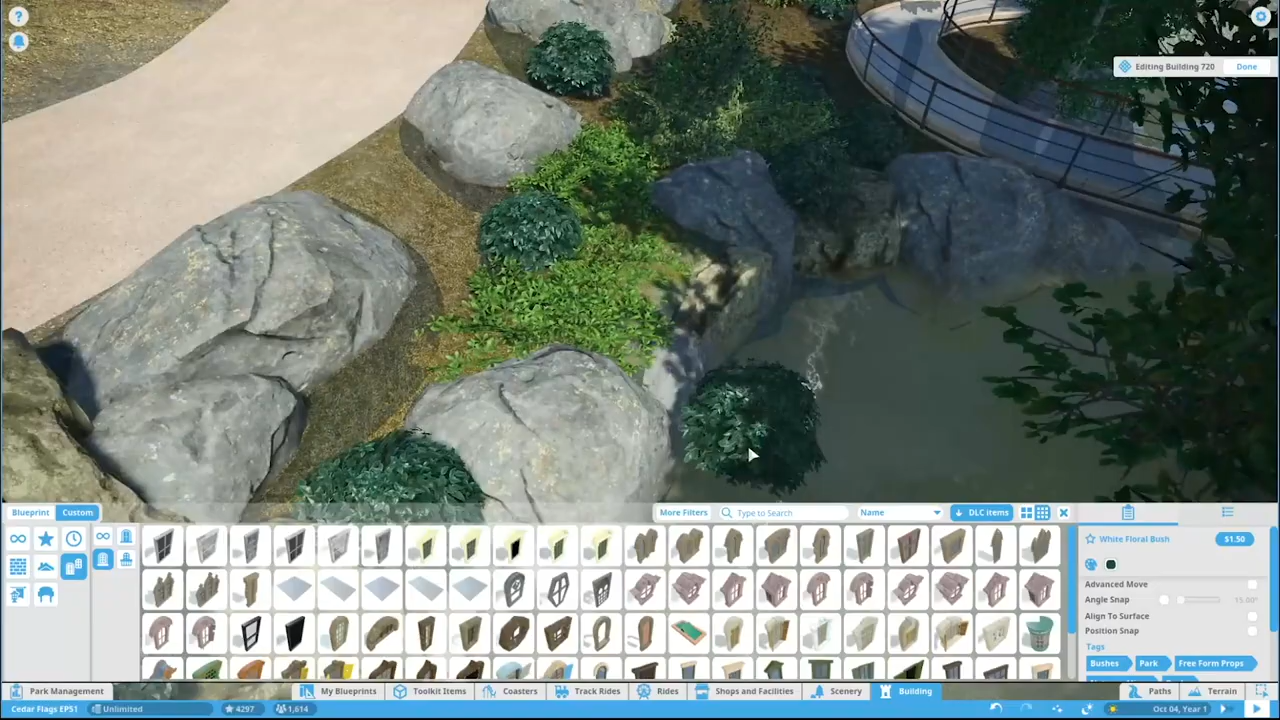 ?
Editing Building 720 Done
Blueprint Custom More Filters Type to Search Name DLC items
White Floral Bush $1.50
Advanced Move
Angle Snap 15.00°
Align To Surface
Position Snap
Tags
Bushes Park Free Form Props
Park Management My Blueprints Toolkit Items Coasters Track Rides Rides Shops and Facilities Scenery Building Paths Terrain
Cedar Flags EP51 Unlimited 4297 1,614 Oct 04, Year 1